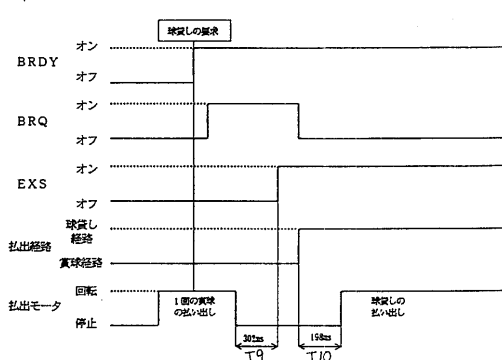 球貸しの要求
オン
BRDY
オフ
オン
BRQ
オフ
オン
EXS
オフ
球貸し
経路
払出経路
賞球経路
回転
払出モータ
停止
1回の賞球
の払い出し
球貸しの
払い出し
302ms
198ms
T9
T10